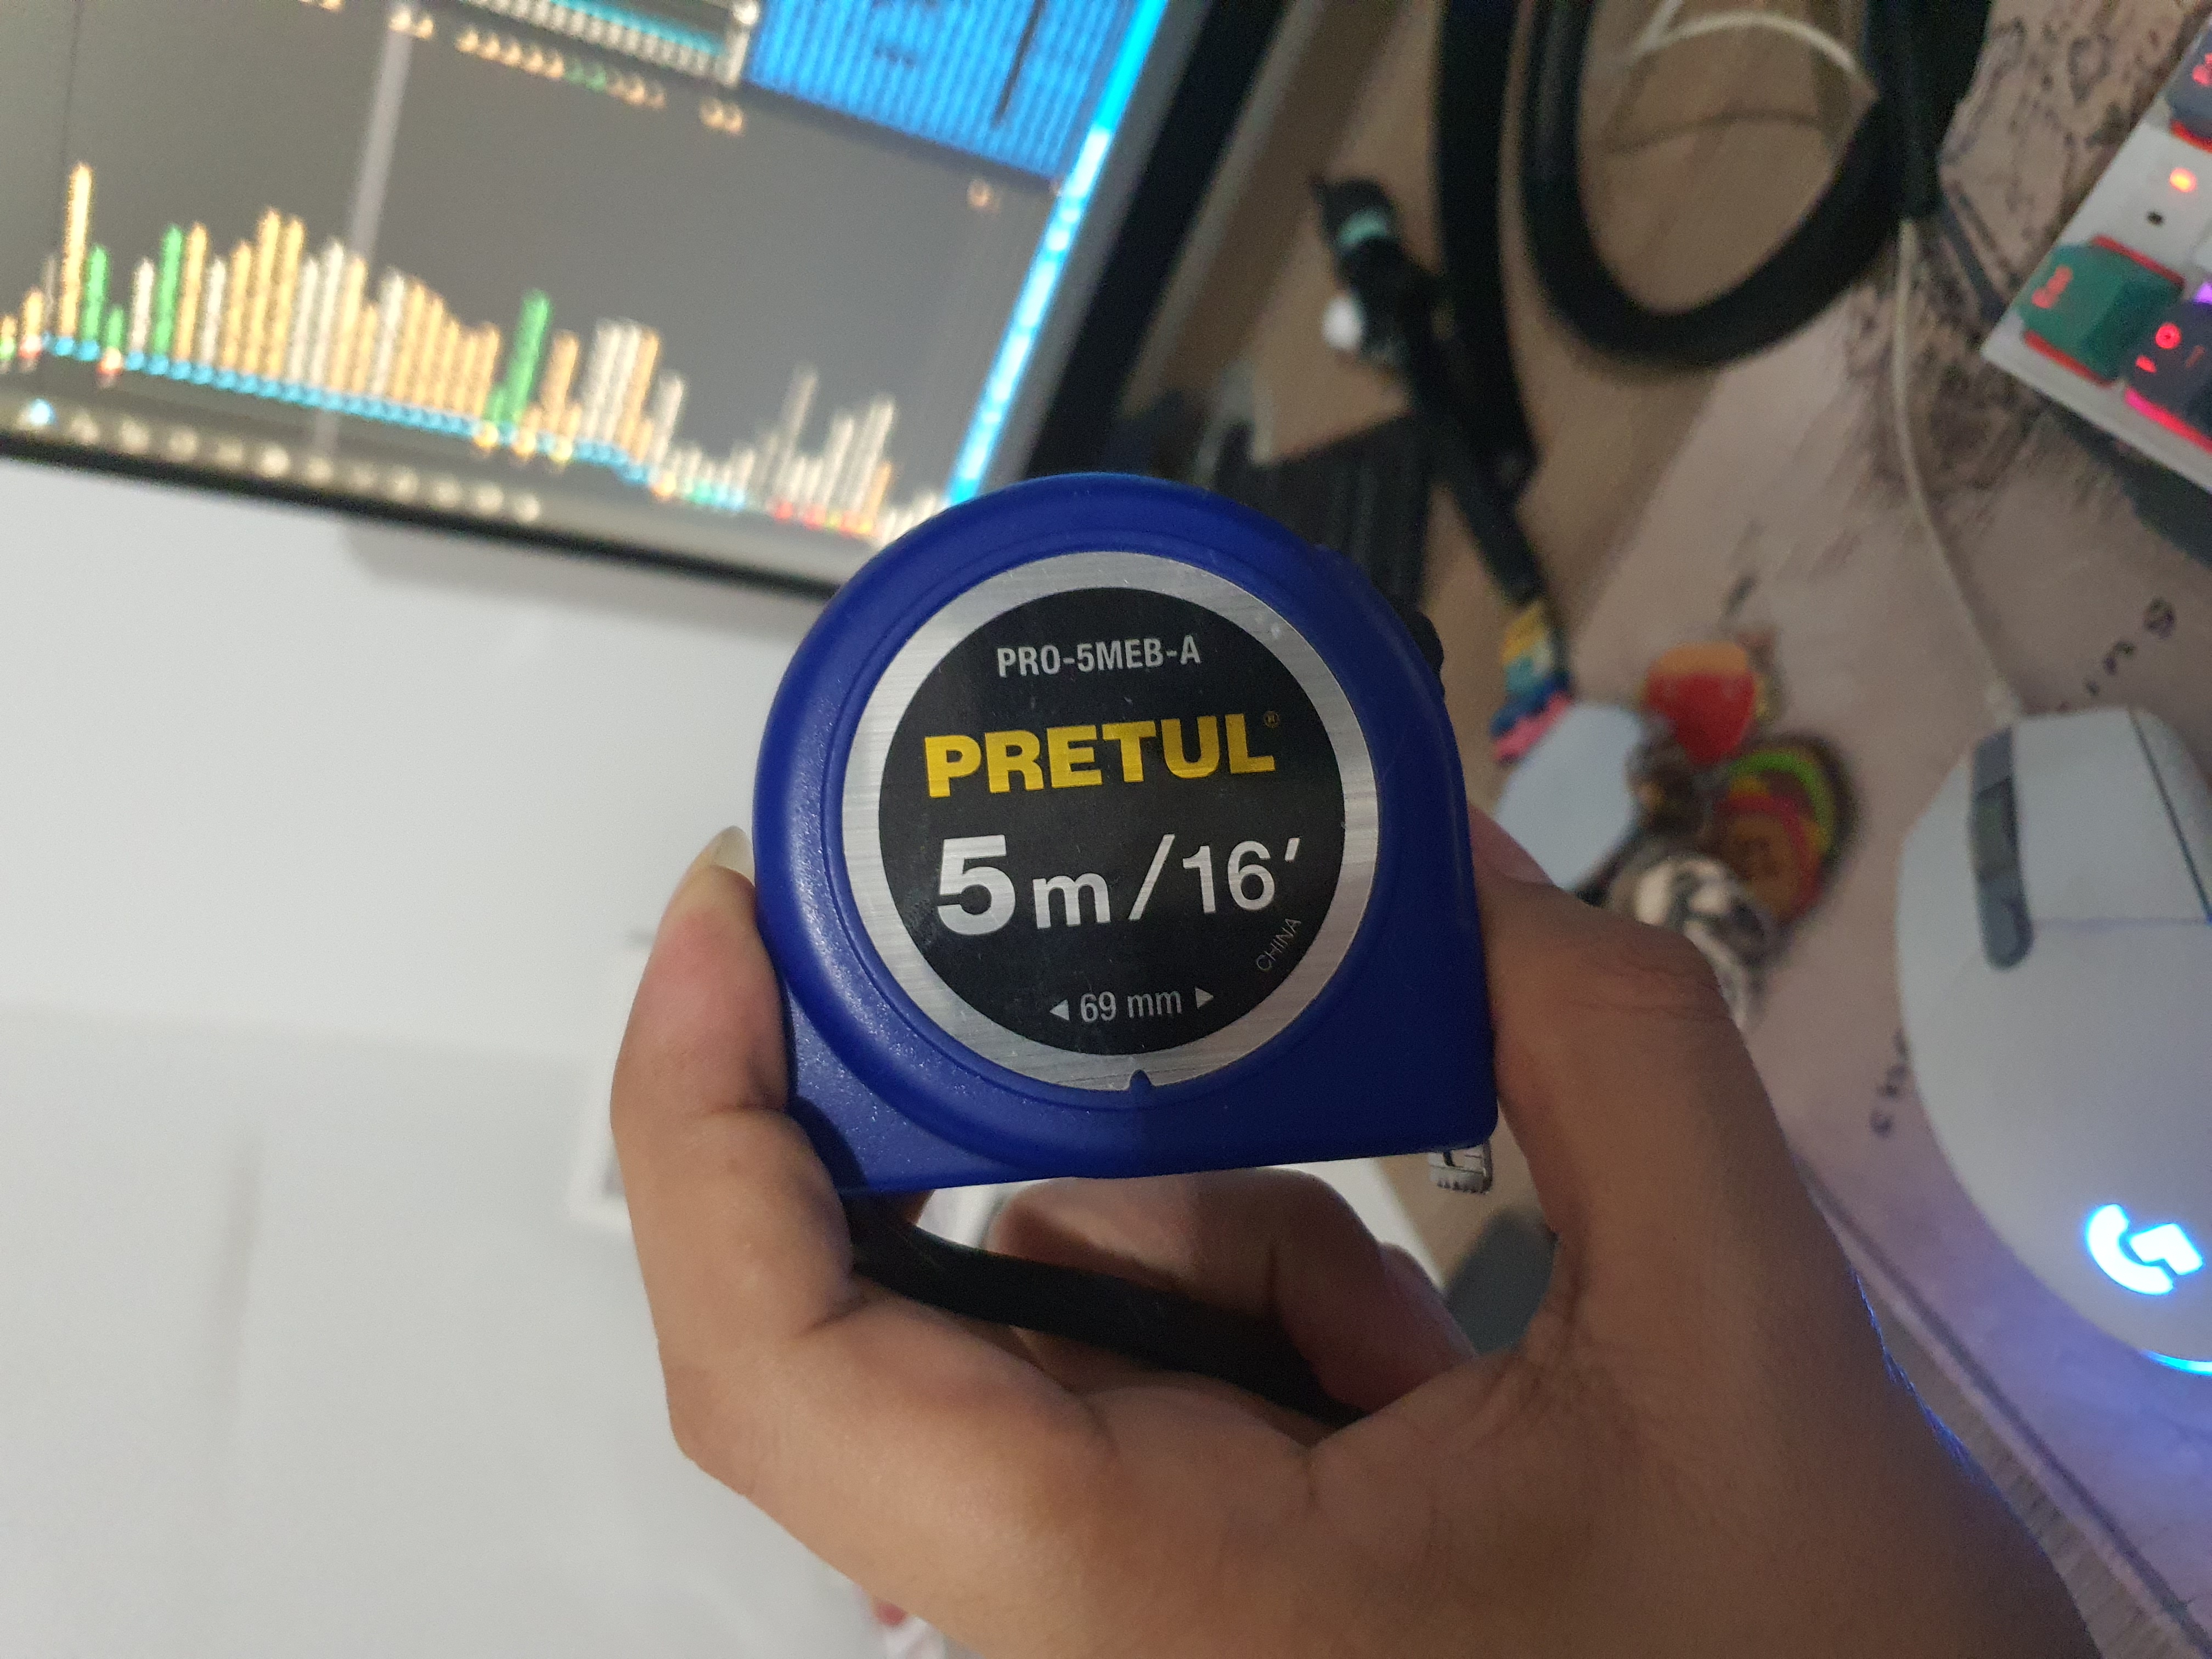 PRO-5MEB-A
PRETUL®
5m/16'
CHINA
◄ 69 mm ►